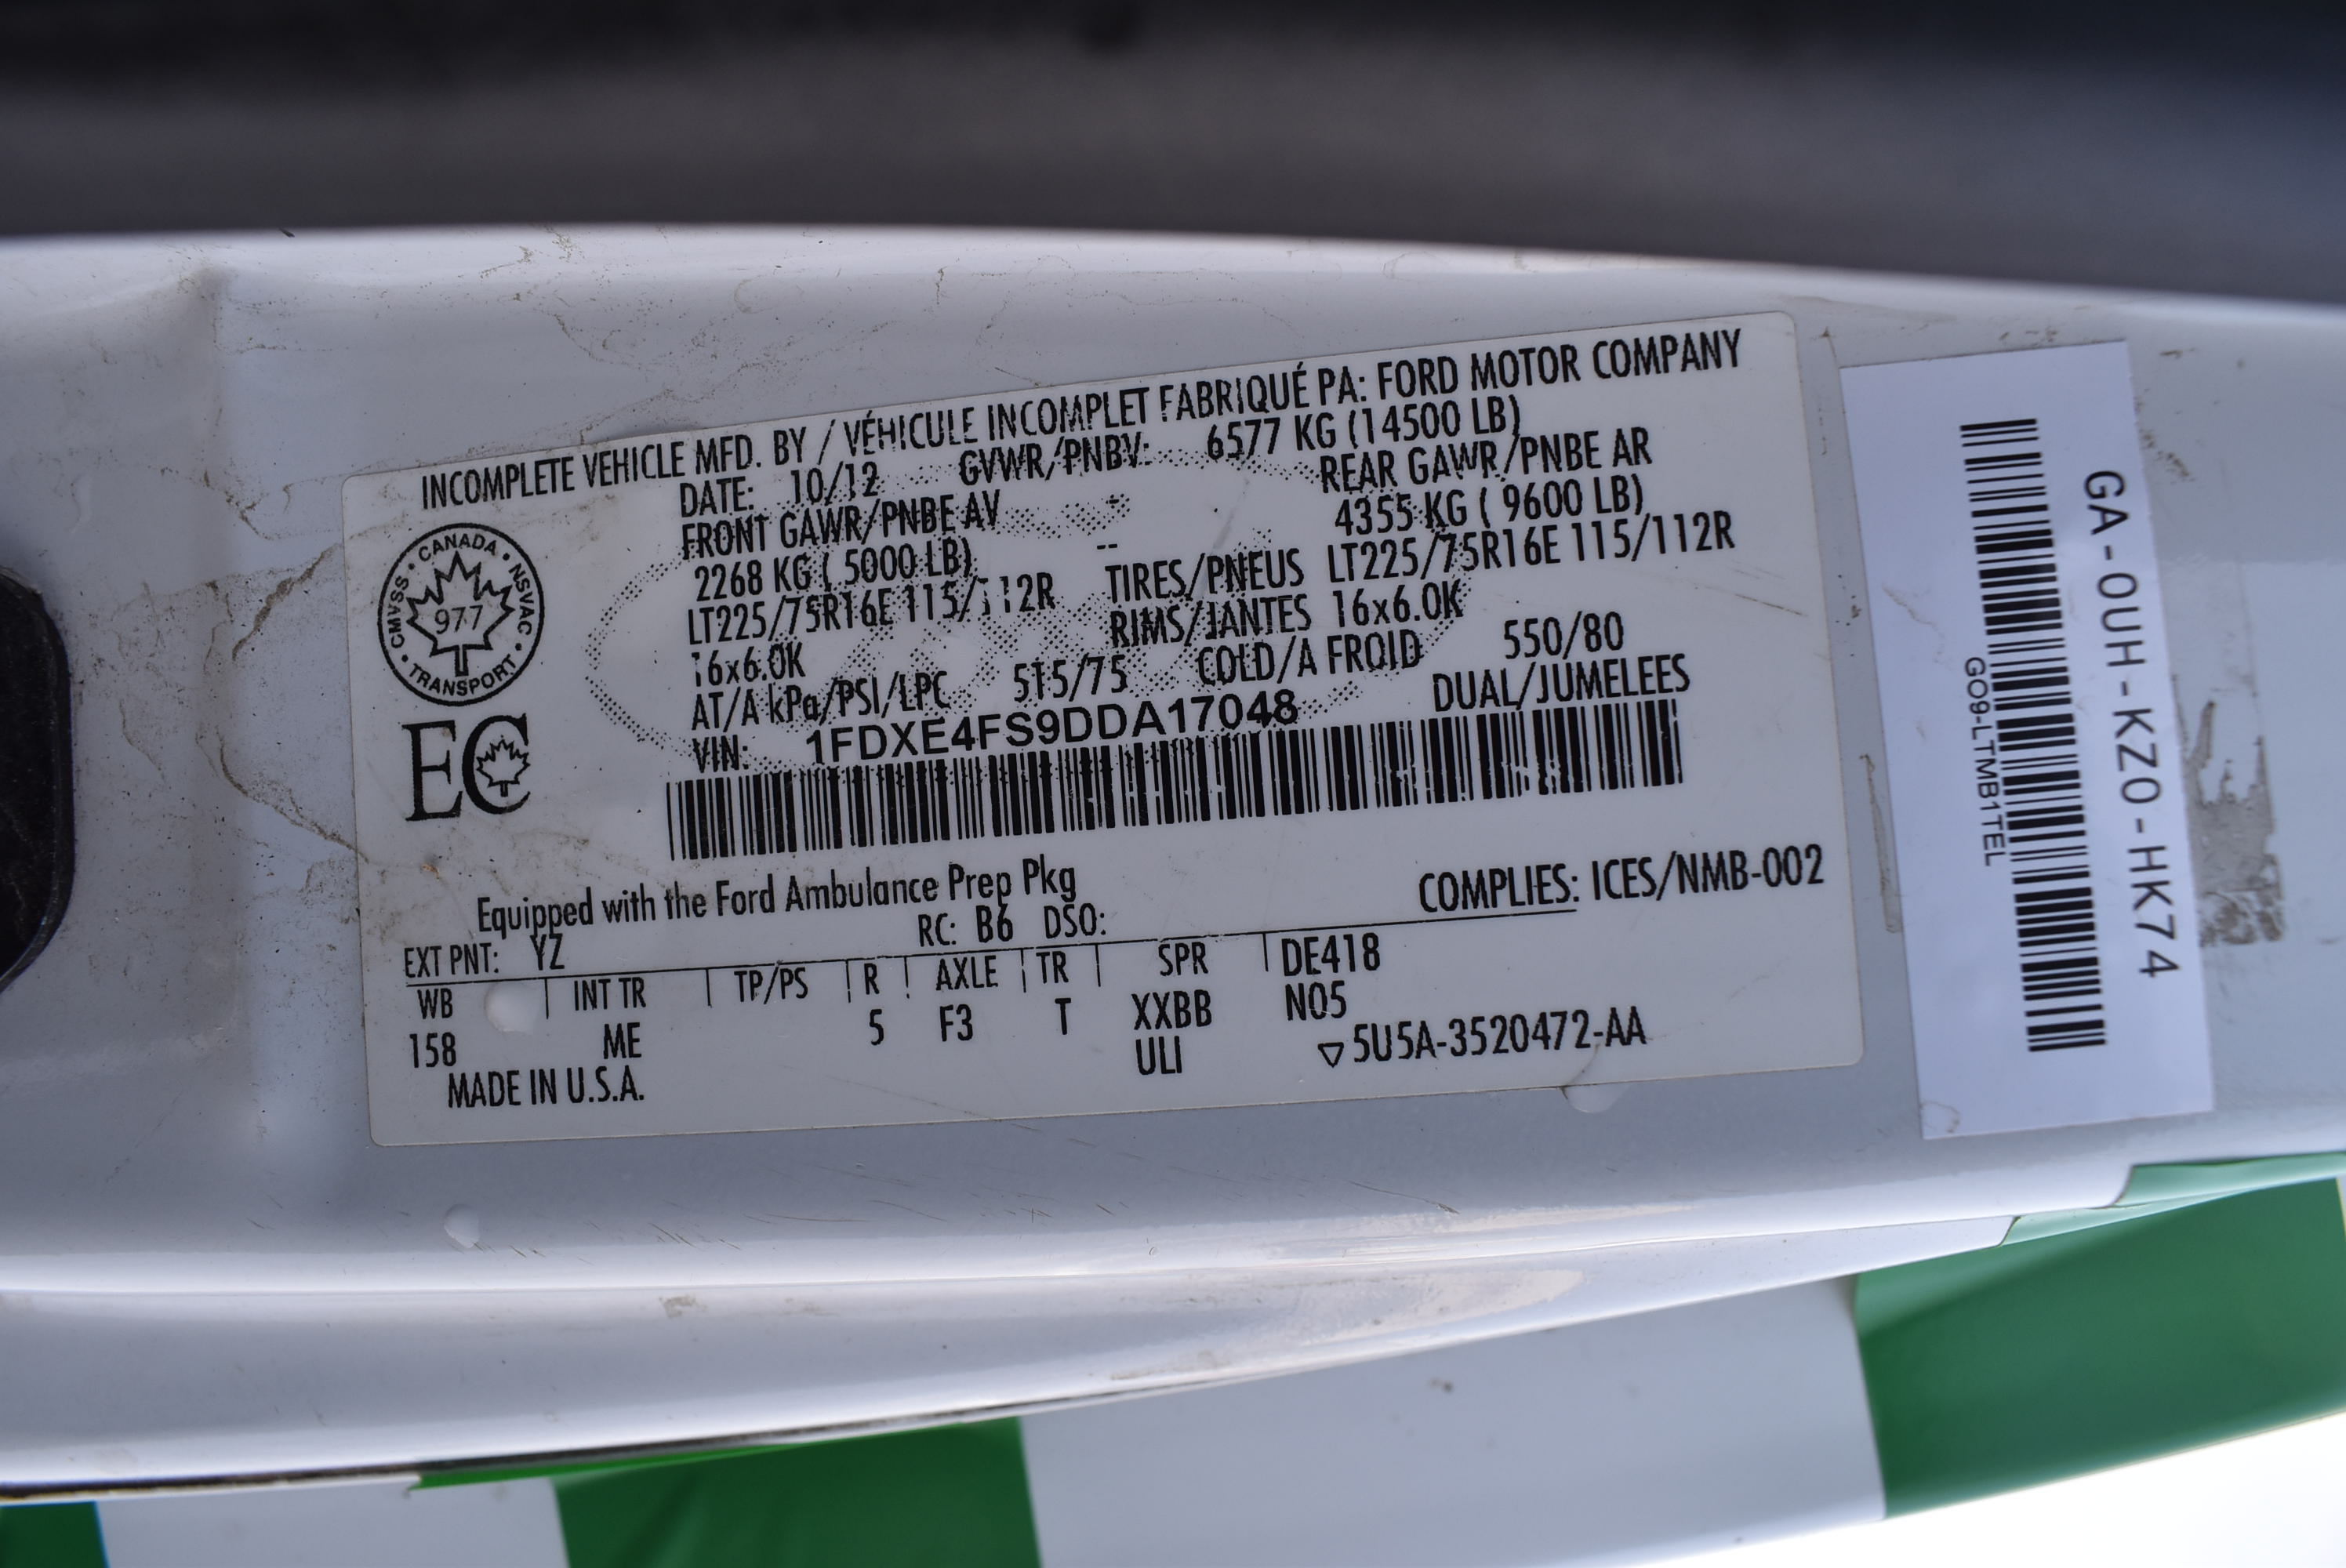 INCOMPLETE VEHICLE MFD. BY / VÉHICULE INCOMPLET FABRIQUÉ PA: FORD MOTOR COMPANY
DATE: 10/12 GVWR/PNBV: 6577 KG (14500 LB)
FRONT GAWR/PNBE AV REAR GAWR/PNBE AR
2268 KG ( 5000 LB) -- 4355 KG ( 9600 LB)
LT225/75R16E 115/112R TIRES/PNEUS LT225/75R16E 115/112R
16x6.0K RIMS/JANTES 16x6.0K
AT/A kPa/PSI/LPC 515/75 COLD/A FROID 550/80
VIN: 1FDXE4FS9DDA17048 DUAL/JUMELEES
CANADA • NSVAC • TRANSPORT • CMVSS •
977
EC
Equipped with the Ford Ambulance Prep Pkg COMPLIES: ICES/NMB-002
EXT PNT: YZ RC: B6 DSO:
WB INT TR TP/PS R AXLE TR SPR DE418
158 ME 5 F3 T XXBB N05
MADE IN U.S.A. ULI ▽5U5A-3520472-AA
GA-0UH-KZ0-HK74
GO9-LTMB1TEL